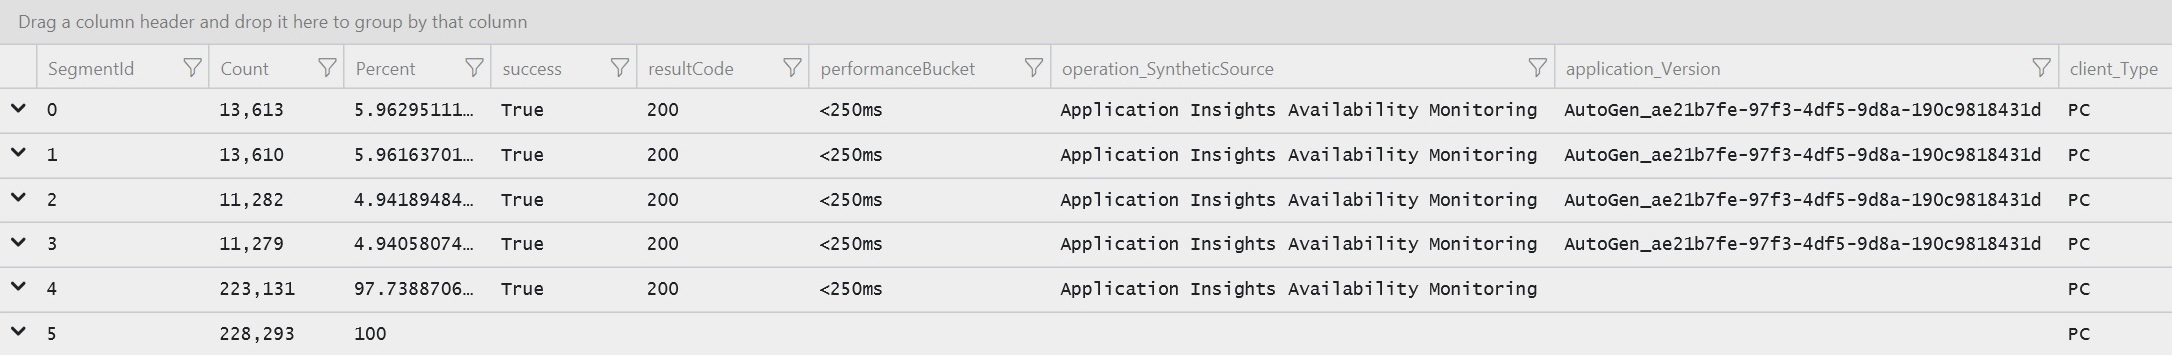 Drag a column header and drop it here to group by that column
SegmentId Count Percent success resultCode performanceBucket operation_SyntheticSource application_Version client_Type
0 13,613 5.96295111… True 200 <250ms Application Insights Availability Monitoring AutoGen_ae21b7fe-97f3-4df5-9d8a-190c9818431d PC
1 13,610 5.96163701… True 200 <250ms Application Insights Availability Monitoring AutoGen_ae21b7fe-97f3-4df5-9d8a-190c9818431d PC
2 11,282 4.94189484… True 200 <250ms Application Insights Availability Monitoring AutoGen_ae21b7fe-97f3-4df5-9d8a-190c9818431d PC
3 11,279 4.94058074… True 200 <250ms Application Insights Availability Monitoring AutoGen_ae21b7fe-97f3-4df5-9d8a-190c9818431d PC
4 223,131 97.7388706… True 200 <250ms Application Insights Availability Monitoring PC
5 228,293 100 PC